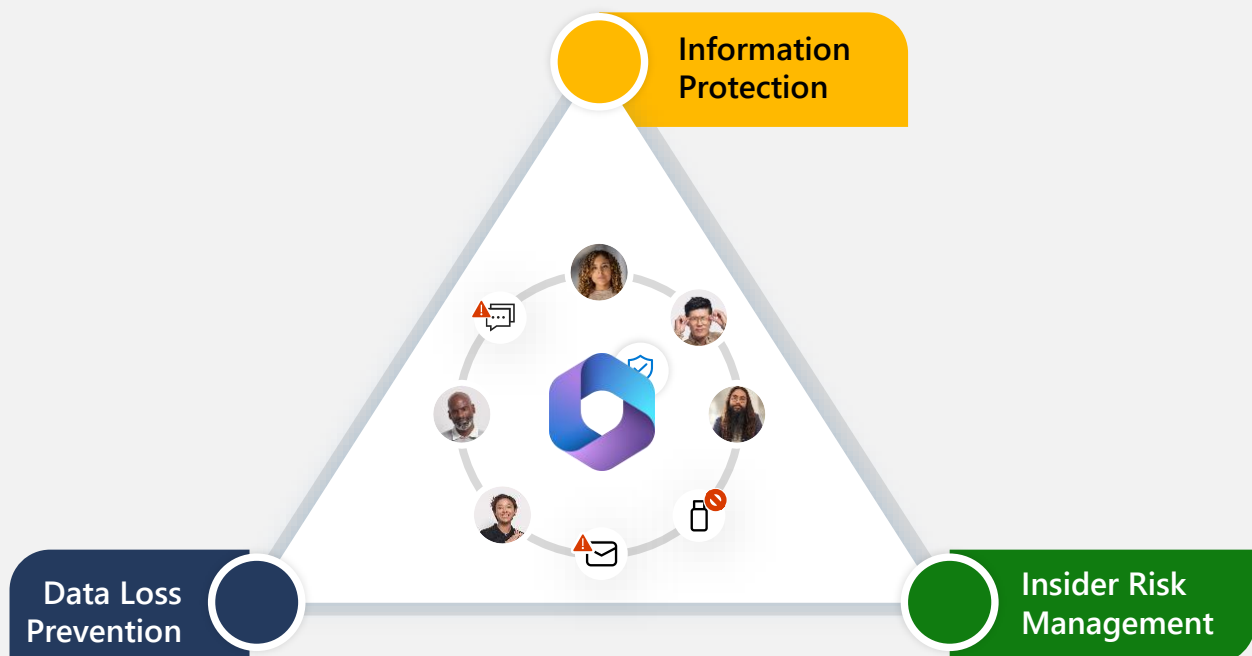 Information
Protection
Data Loss
Prevention
Insider Risk
Management